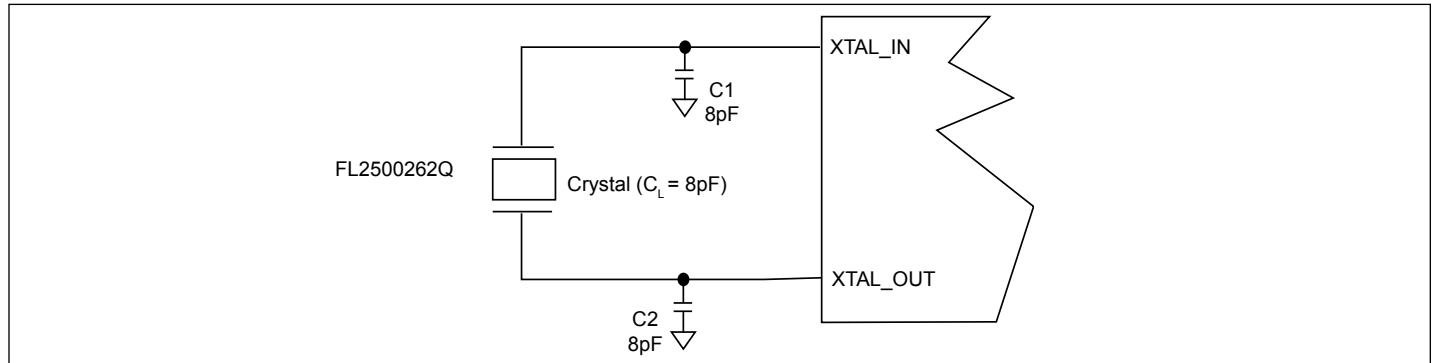 XTAL_IN
C1
8pF
FL2500262Q
Crystal (CL = 8pF)
XTAL_OUT
C2
8pF